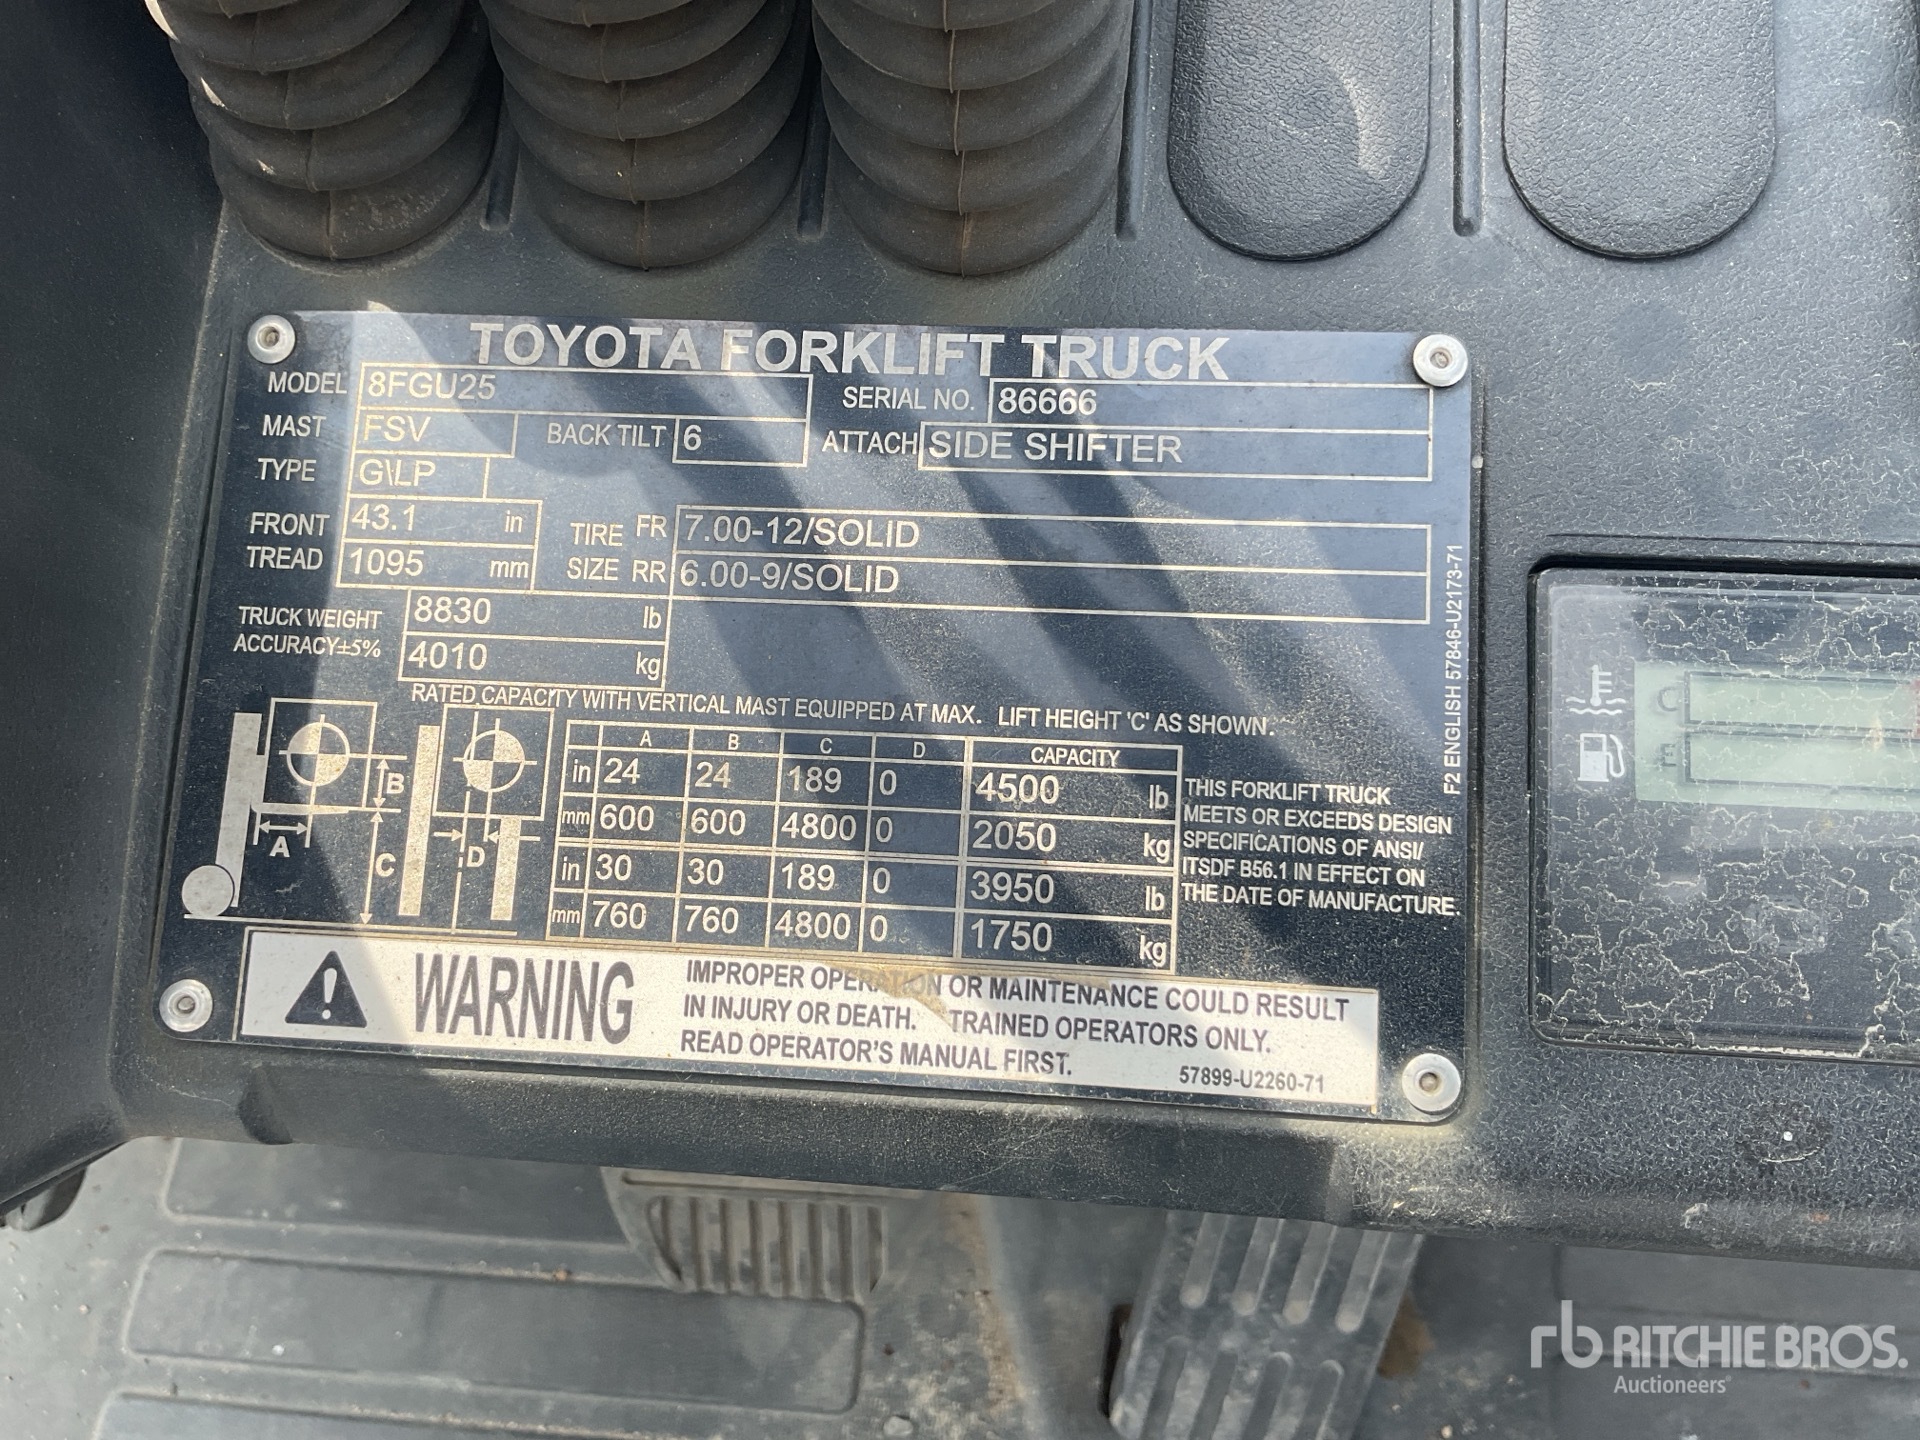 TOYOTA FORKLIFT TRUCK
MODEL 8FGU25 SERIAL NO. 86666
MAST FSV BACK TILT 6 ATTACH SIDE SHIFTER
TYPE G\LP
FRONT TREAD 43.1 in TIRE SIZE FR 7.00-12/SOLID
1095 mm RR 6.00-9/SOLID
TRUCK WEIGHT 8830 lb
ACCURACY±5% 4010 kg
RATED CAPACITY WITH VERTICAL MAST EQUIPPED AT MAX. LIFT HEIGHT 'C' AS SHOWN.
A B C D CAPACITY
in 24 24 189 0 4500 lb
mm 600 600 4800 0 2050 kg
in 30 30 189 0 3950 lb
mm 760 760 4800 0 1750 kg
B
A
C
D
THIS FORKLIFT TRUCK
MEETS OR EXCEEDS DESIGN
SPECIFICATIONS OF ANSI/
ITSDF B56.1 IN EFFECT ON
THE DATE OF MANUFACTURE.
F2 ENGLISH 57846-U2173-71
WARNING
IMPROPER OPERATION OR MAINTENANCE COULD RESULT
IN INJURY OR DEATH. TRAINED OPERATORS ONLY.
READ OPERATOR'S MANUAL FIRST.
57899-U2260-71
C
E
rb RITCHIE BROS.
Auctioneers